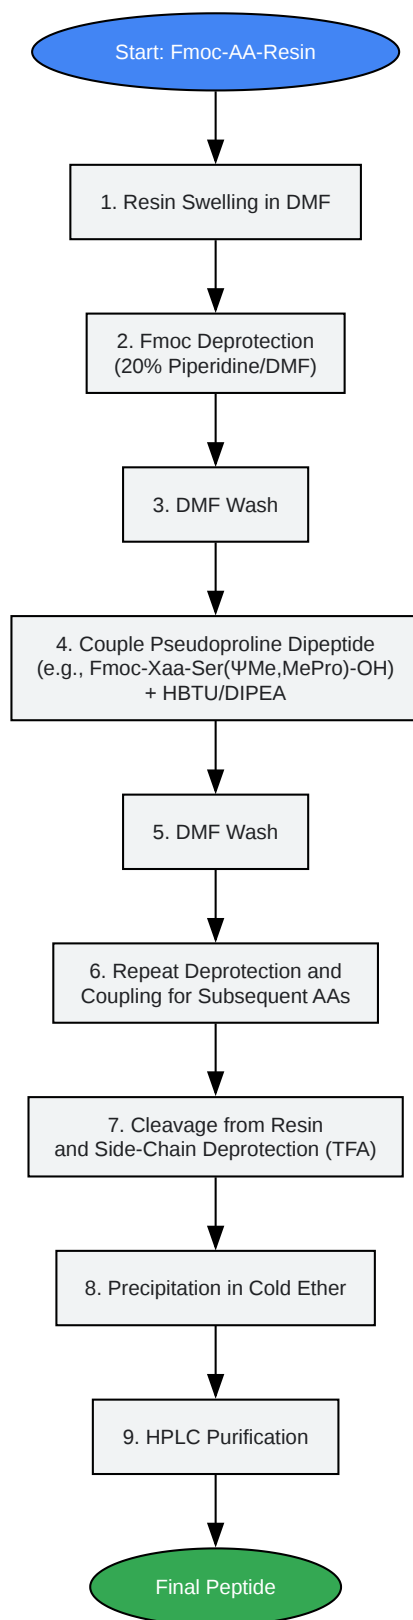 Start: Fmoc-AA-Resin
1. Resin Swelling in DMF
2. Fmoc Deprotection
(20% Piperidine/DMF)
3. DMF Wash
4. Couple Pseudoproline Dipeptide
(e.g., Fmoc-Xaa-Ser(ΨMe,MePro)-OH)
+ HBTU/DIPEA
5. DMF Wash
6. Repeat Deprotection and
Coupling for Subsequent AAs
7. Cleavage from Resin
and Side-Chain Deprotection (TFA)
8. Precipitation in Cold Ether
9. HPLC Purification
Final Peptide